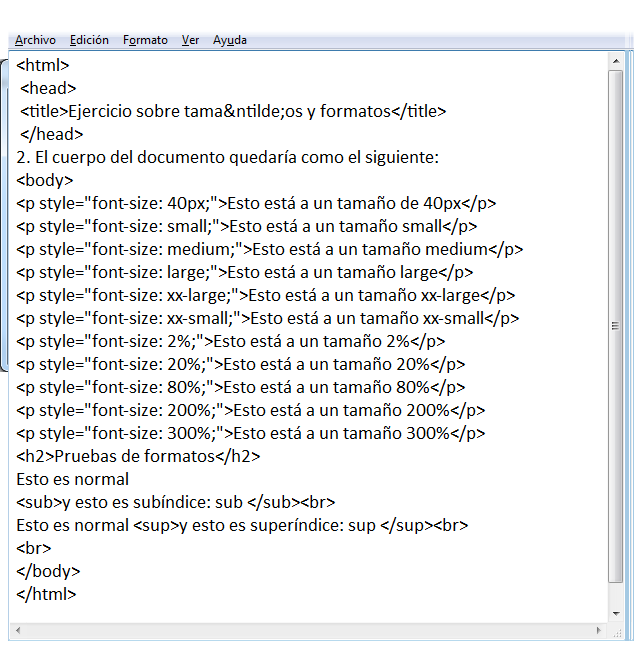 Archivo Edición Formato Ver Ayuda
<html>
<head>
<title>Ejercicio sobre tama&ntilde;os y formatos</title>
</head>
2. El cuerpo del documento quedaría como el siguiente:
<body>
<p style="font-size: 40px;">Esto está a un tamaño de 40px</p>
<p style="font-size: small;">Esto está a un tamaño small</p>
<p style="font-size: medium;">Esto está a un tamaño medium</p>
<p style="font-size: large;">Esto está a un tamaño large</p>
<p style="font-size: xx-large;">Esto está a un tamaño xx-large</p>
<p style="font-size: xx-small;">Esto está a un tamaño xx-small</p>
<p style="font-size: 2%;">Esto está a un tamaño 2%</p>
<p style="font-size: 20%;">Esto está a un tamaño 20%</p>
<p style="font-size: 80%;">Esto está a un tamaño 80%</p>
<p style="font-size: 200%;">Esto está a un tamaño 200%</p>
<p style="font-size: 300%;">Esto está a un tamaño 300%</p>
<h2>Pruebas de formatos</h2>
Esto es normal
<sub>y esto es subíndice: sub </sub><br>
Esto es normal <sup>y esto es superíndice: sup </sup><br>
<br>
</body>
</html>